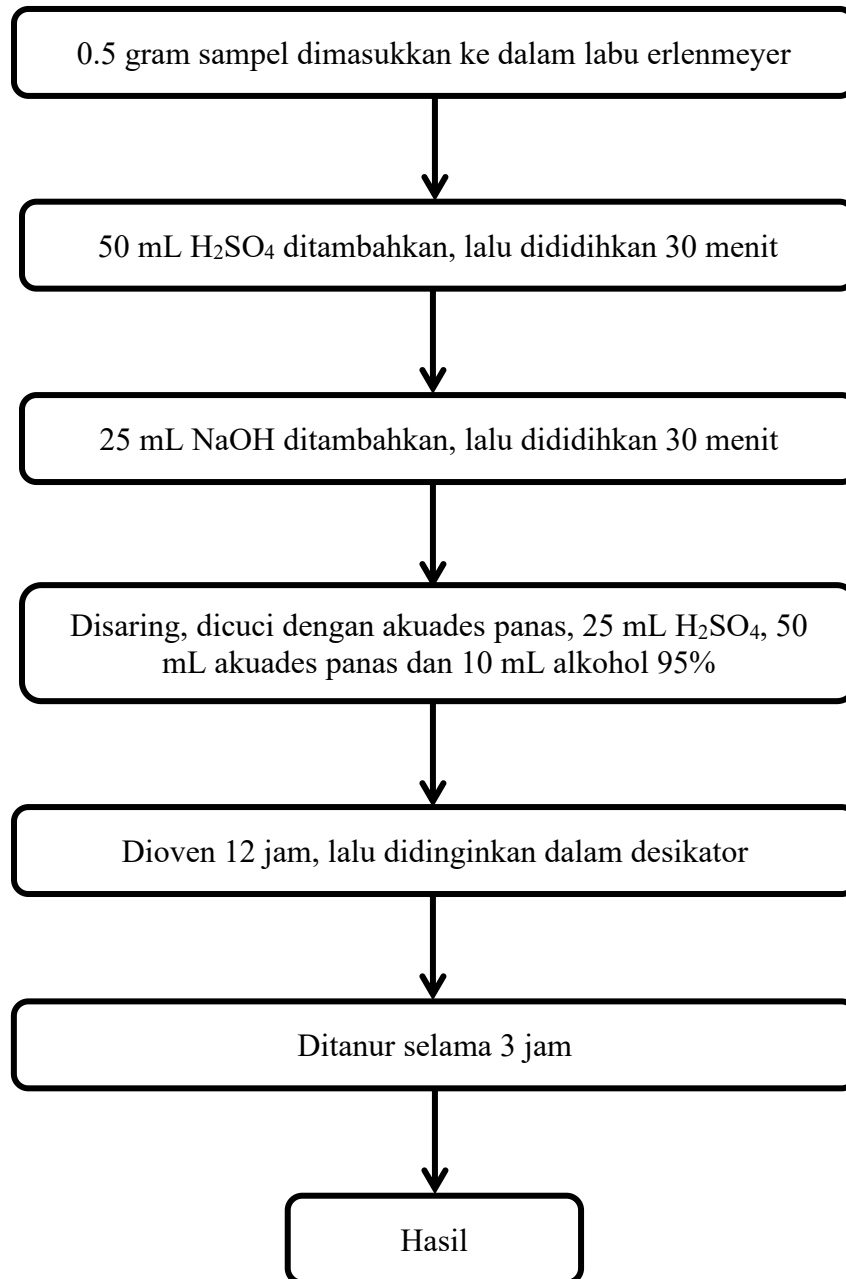 0.5 gram sampel dimasukkan ke dalam labu erlenmeyer
50 mL H₂SO₄ ditambahkan, lalu dididihkan 30 menit
25 mL NaOH ditambahkan, lalu dididihkan 30 menit
Disaring, dicuci dengan akuades panas, 25 mL H₂SO₄, 50
mL akuades panas dan 10 mL alkohol 95%
Dioven 12 jam, lalu didinginkan dalam desikator
Ditanur selama 3 jam
Hasil